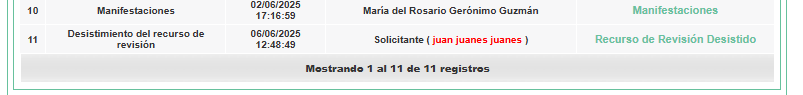 10 Manifestaciones 02/06/2025 17:16:59 María del Rosario Gerónimo Guzmán Manifestaciones
11 Desistimiento del recurso de revisión 06/06/2025 12:48:49 Solicitante ( juan juanes juanes ) Recurso de Revisión Desistido
Mostrando 1 al 11 de 11 registros